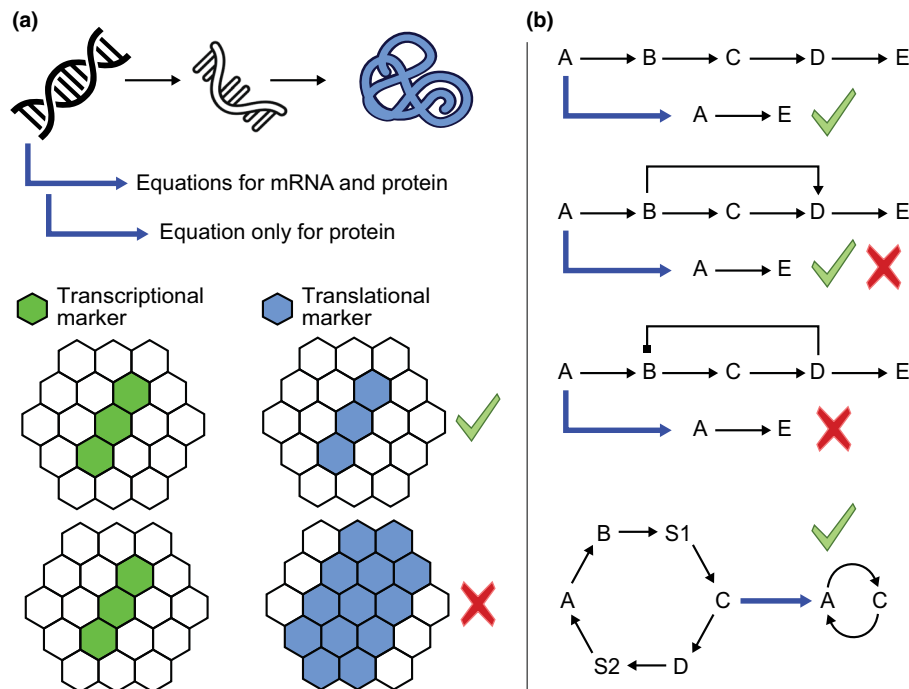 (a)
Equations for mRNA and protein
Equation only for protein
Transcriptional
marker
Translational
marker
(b)
A B C D E
A E
A B C D E
A E
A B C D E
A E
B S1
A C A C
S2 D